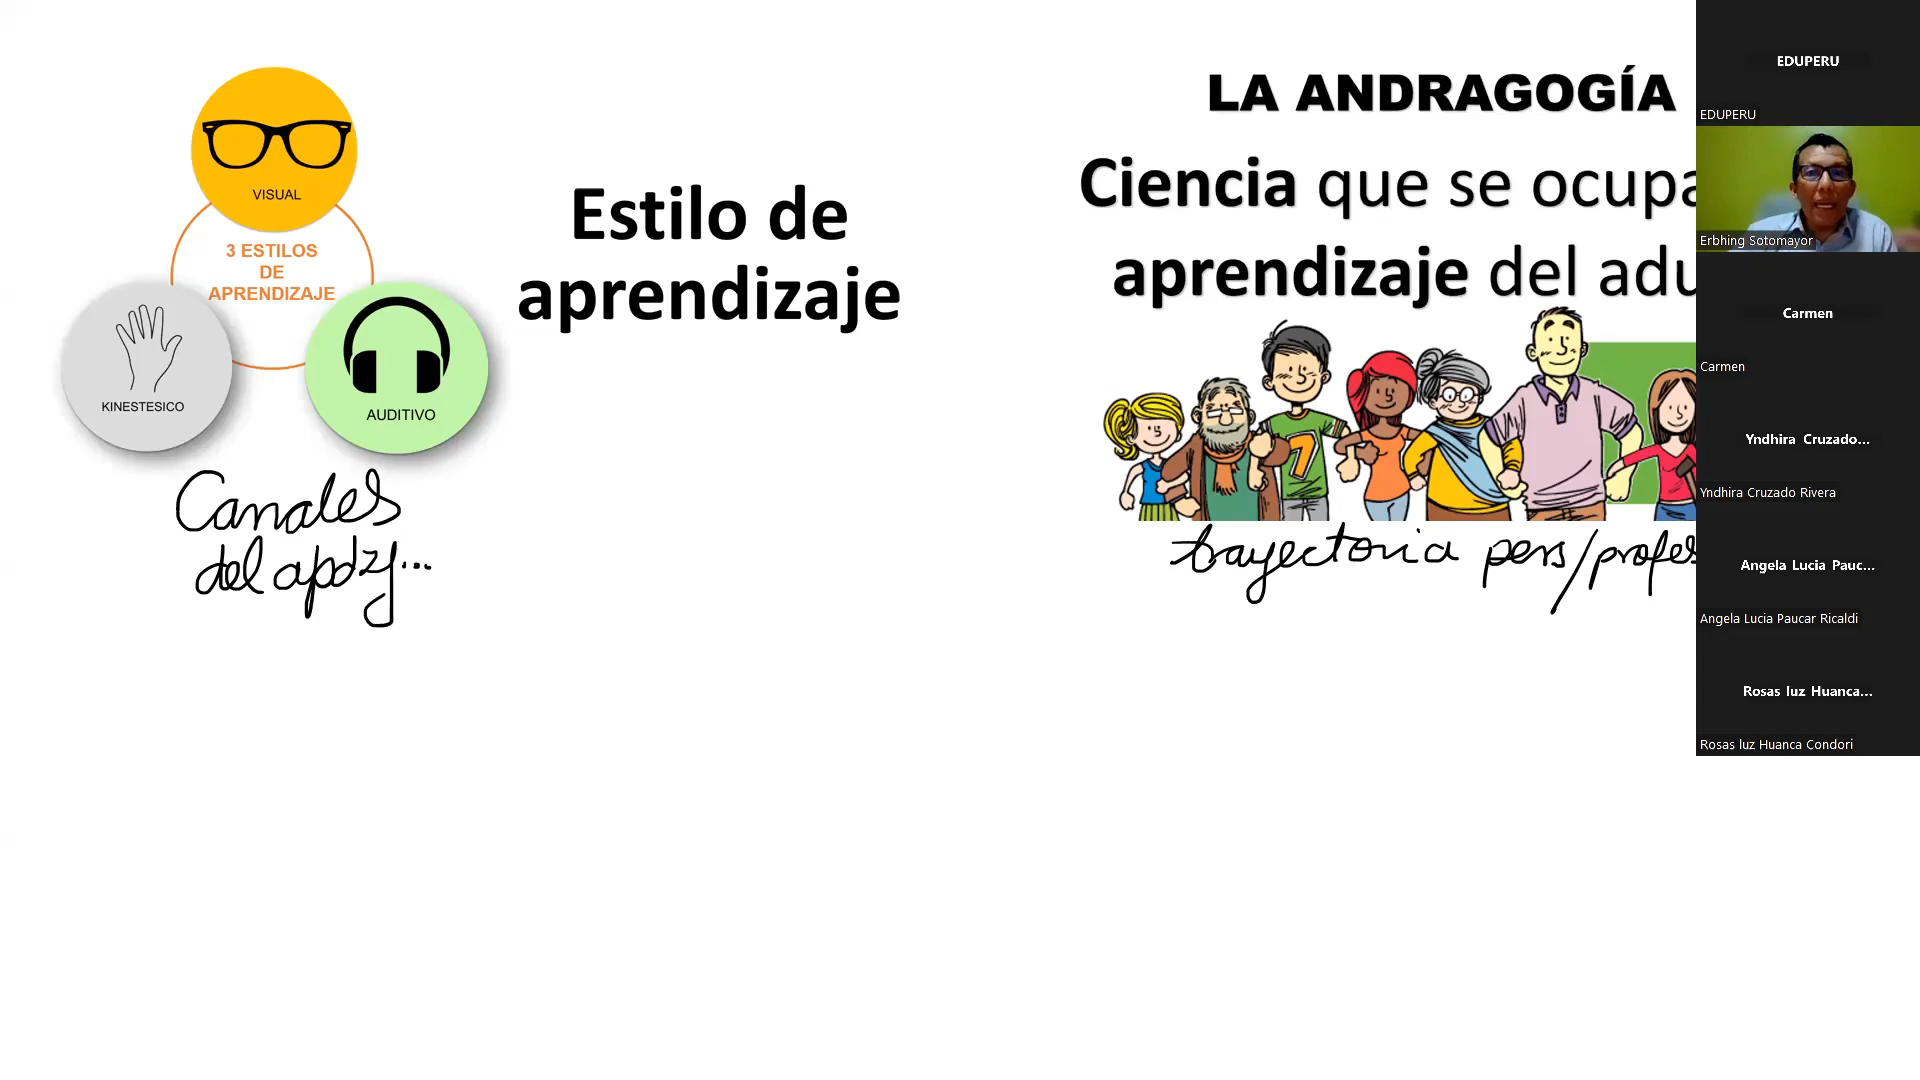 VISUAL
3 ESTILOS
DE
APRENDIZAJE
KINESTESICO
AUDITIVO
Canales
del apdzj...
Estilo de
aprendizaje
LA ANDRAGOGÍA
Ciencia que se ocupa
aprendizaje del adu
7
trayectoria pers/profes
EDUPERU
EDUPERU
Erbhing Sotomayor
Carmen
Carmen
Yndhira Cruzado...
Yndhira Cruzado Rivera
Angela Lucia Pauc...
Angela Lucia Paucar Ricaldi
Rosas luz Huanca...
Rosas luz Huanca Condori